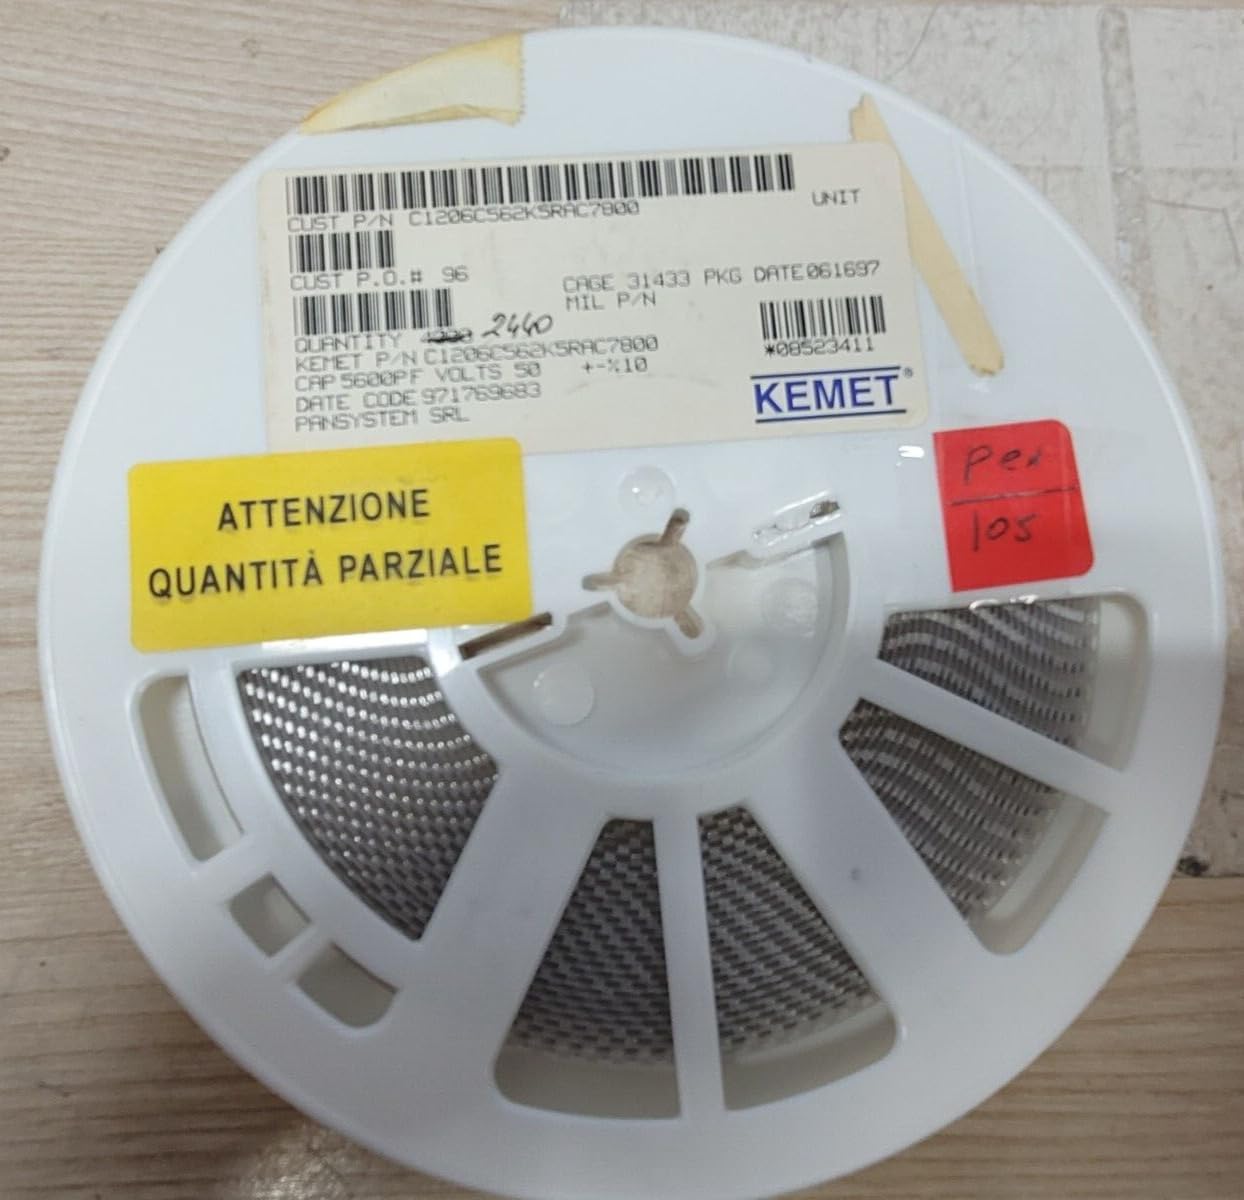 CUST P/N C1206C562K5RAC7800
UNIT
CUST P.O.# 96
CAGE 31433 PKG DATE 061697
MIL P/N
QUANTITY 2440
KEMET P/N C1206C562K5RAC7800
CAP 5600PF VOLTS 50 +-%10
DATE CODE 971769683
PANSYSTEM SRL
*08523411
KEMET®
ATTENZIONE
QUANTITÀ PARZIALE
105